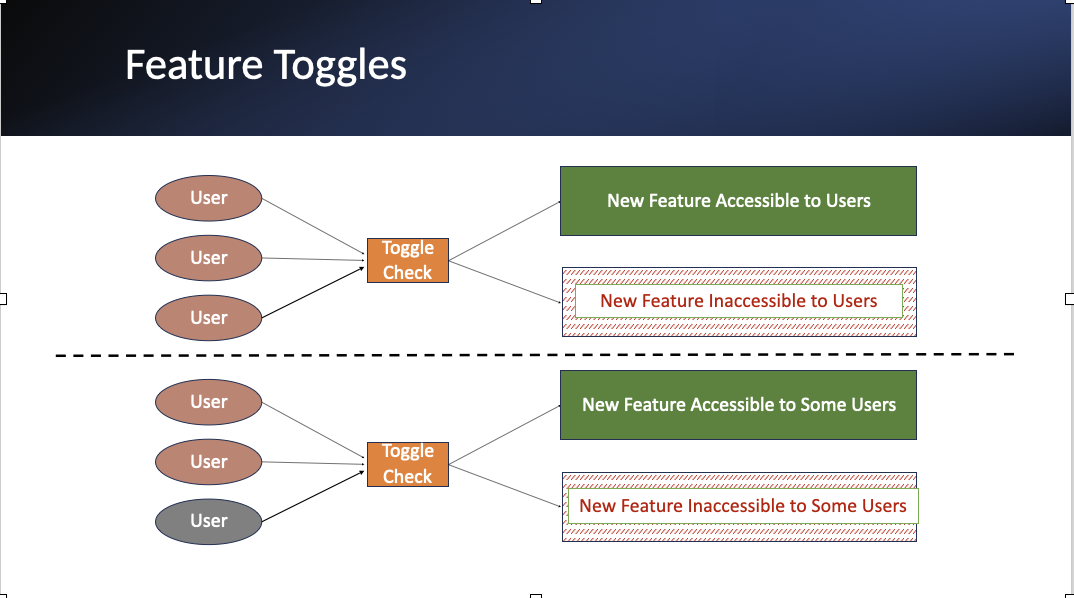 Feature Toggles
User
User
User
Toggle
Check
New Feature Accessible to Users
New Feature Inaccessible to Users
User
User
User
Toggle
Check
New Feature Accessible to Some Users
New Feature Inaccessible to Some Users